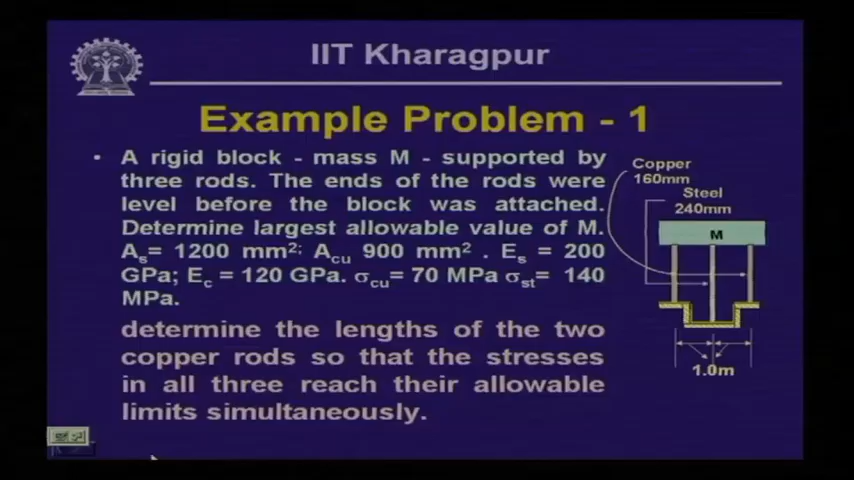 IIT Kharagpur
Example Problem - 1
• A rigid block - mass M - supported by
three rods. The ends of the rods were
level before the block was attached.
Determine largest allowable value of M.
As= 1200 mm2; Acu 900 mm2 . Es = 200
GPa; Ec = 120 GPa. σcu= 70 MPa σst= 140
MPa.
determine the lengths of the two
copper rods so that the stresses
in all three reach their allowable
limits simultaneously.
Copper
160mm
Steel
240mm
M
1.0m